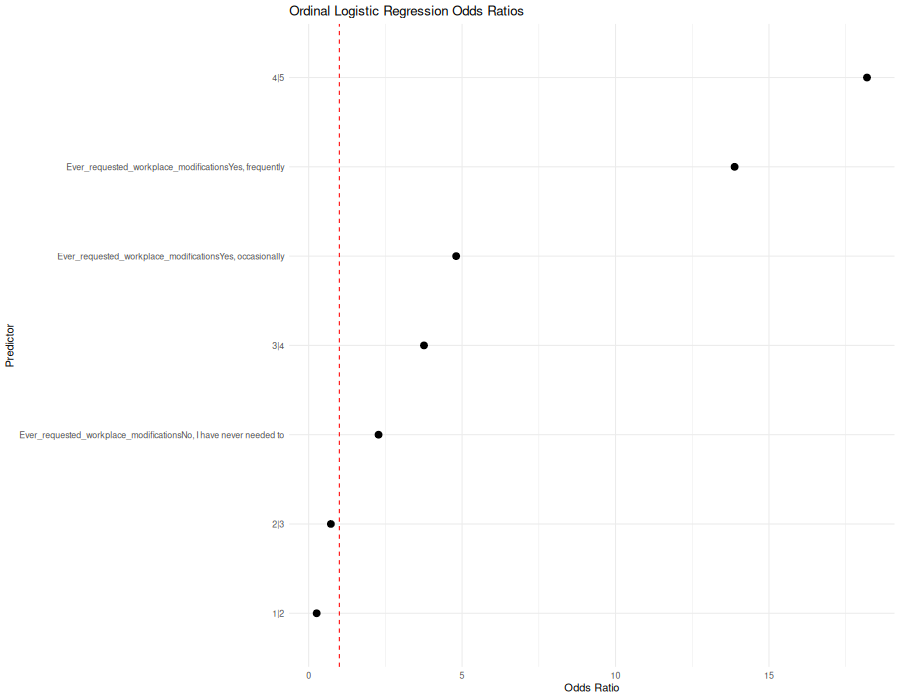 Ordinal Logistic Regression Odds Ratios
4|5
Ever_requested_workplace_modificationsYes, frequently
Ever_requested_workplace_modificationsYes, occasionally
3|4
Ever_requested_workplace_modificationsNo, I have never needed to
2|3
1|2
Predictor
0 5 10 15
Odds Ratio